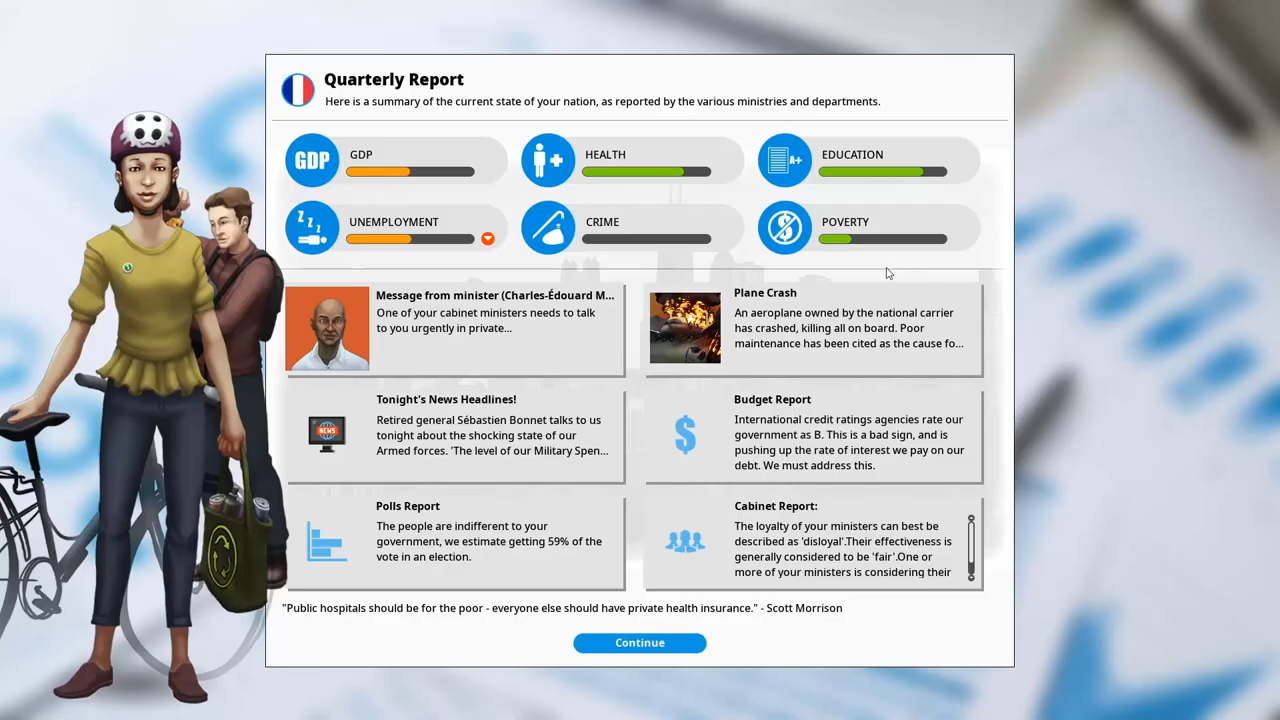 Quarterly Report
Here is a summary of the current state of your nation, as reported by the various ministries and departments.
GDP
GDP
HEALTH
A+
EDUCATION
Z Z Z
UNEMPLOYMENT
CRIME
$
POVERTY
Message from minister (Charles-Édouard M...
One of your cabinet ministers needs to talk
to you urgently in private...
Plane Crash
An aeroplane owned by the national carrier
has crashed, killing all on board. Poor
maintenance has been cited as the cause fo...
Tonight's News Headlines!
NEWS
Retired general Sébastien Bonnet talks to us
tonight about the shocking state of our
Armed forces. 'The level of our Military Spen...
Budget Report
$
International credit ratings agencies rate our
government as B. This is a bad sign, and is
pushing up the rate of interest we pay on our
debt. We must address this.
Polls Report
The people are indifferent to your
government, we estimate getting 59% of the
vote in an election.
Cabinet Report:
The loyalty of your ministers can best be
described as 'disloyal'.Their effectiveness is
generally considered to be 'fair'.One or
more of your ministers is considering their
"Public hospitals should be for the poor - everyone else should have private health insurance." - Scott Morrison
Continue